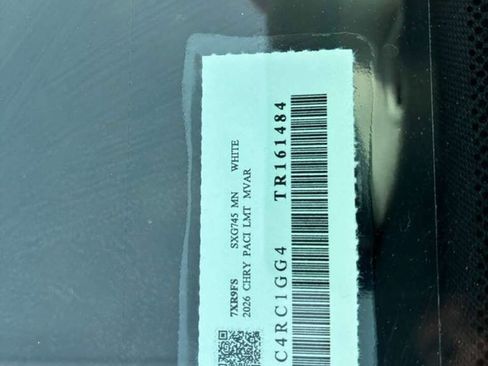 7XR9FS SXG745 MN WHITE
2026 CHRY PACI LMT MVAR
C4RC1GG4 TR161484